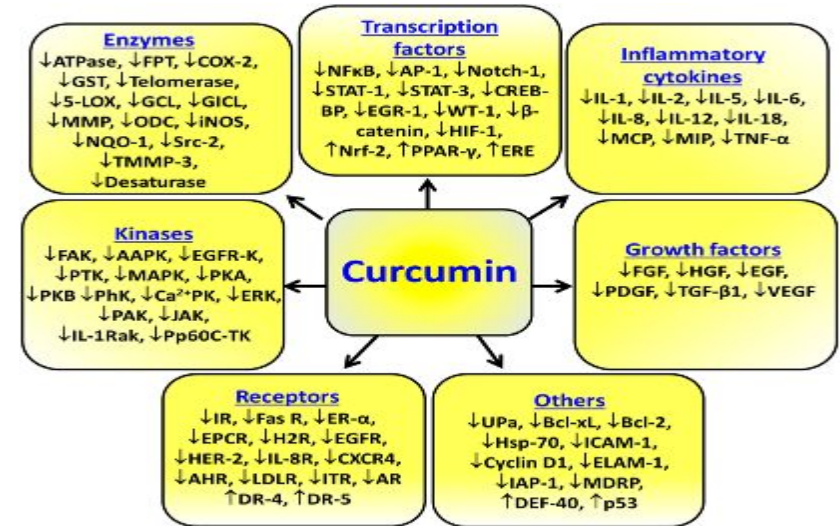 Enzymes
↓ATPase, ↓FPT, ↓COX-2,
↓GST, ↓Telomerase,
↓5-LOX, ↓GCL, ↓GICL,
↓MMP, ↓ODC, ↓iNOS,
↓NQO-1, ↓Src-2,
↓TMMP-3,
↓Desaturase
Transcription
factors
↓NFκB, ↓AP-1, ↓Notch-1,
↓STAT-1, ↓STAT-3, ↓CREB-
BP, ↓EGR-1, ↓WT-1, ↓β-
catenin, ↓HIF-1,
↑Nrf-2, ↑PPAR-γ, ↑ERE
Inflammatory
cytokines
↓IL-1, ↓IL-2, ↓IL-5, ↓IL-6,
↓IL-8, ↓IL-12, ↓IL-18,
↓MCP, ↓MIP, ↓TNF-α
Kinases
↓FAK, ↓AAPK, ↓EGFR-K,
↓PTK, ↓MAPK, ↓PKA,
↓PKB ↓PhK, ↓Ca²⁺PK, ↓ERK,
↓PAK, ↓JAK,
↓IL-1Rak, ↓Pp60C-TK
Curcumin
Growth factors
↓FGF, ↓HGF, ↓EGF,
↓PDGF, ↓TGF-β1, ↓VEGF
Receptors
↓IR, ↓Fas R, ↓ER-α,
↓EPCR, ↓H2R, ↓EGFR,
↓HER-2, ↓IL-8R, ↓CXCR4,
↓AHR, ↓LDLR, ↓ITR, ↓AR
↑DR-4, ↑DR-5
Others
↓UPa, ↓Bcl-xL, ↓Bcl-2,
↓Hsp-70, ↓ICAM-1,
↓Cyclin D1, ↓ELAM-1,
↓IAP-1, ↓MDRP,
↑DEF-40, ↑p53